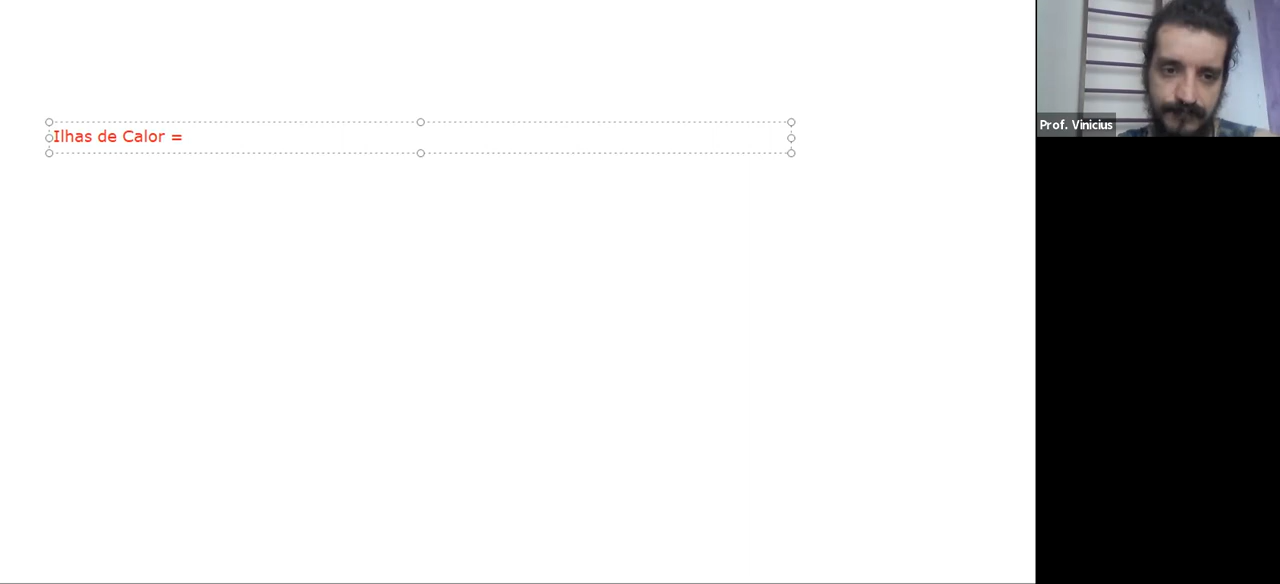 Ilhas de Calor =
Prof. Vinicius